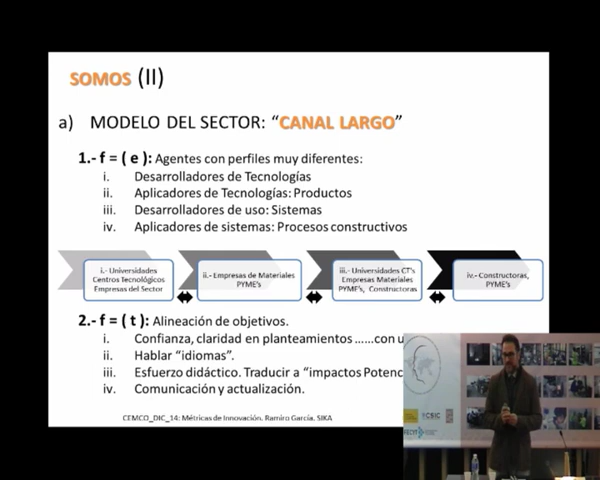 SOMOS (II)
a) MODELO DEL SECTOR: “CANAL LARGO”
1.- f = ( e ): Agentes con perfiles muy diferentes:
i. Desarrolladores de Tecnologías
ii. Aplicadores de Tecnologías: Productos
iii. Desarrolladores de uso: Sistemas
iv. Aplicadores de sistemas: Procesos constructivos
i.- Universidades
Centros Tecnológicos
Empresas del Sector
ii.- Empresas de Materiales
PYME's
iii.- Universidades CT's
Empresas Materiales
PYME's, Constructoras
iv.- Constructoras,
PYME's
2.- f = ( t ): Alineación de objetivos.
i. Confianza, claridad en planteamientos ……con u
ii. Hablar “idiomas”.
iii. Esfuerzo didáctico. Traducir a “impactos Potenc
iv. Comunicación y actualización.
CEMCO_DIC_14: Métricas de Innovación. Ramiro García. SIKA
CSIC